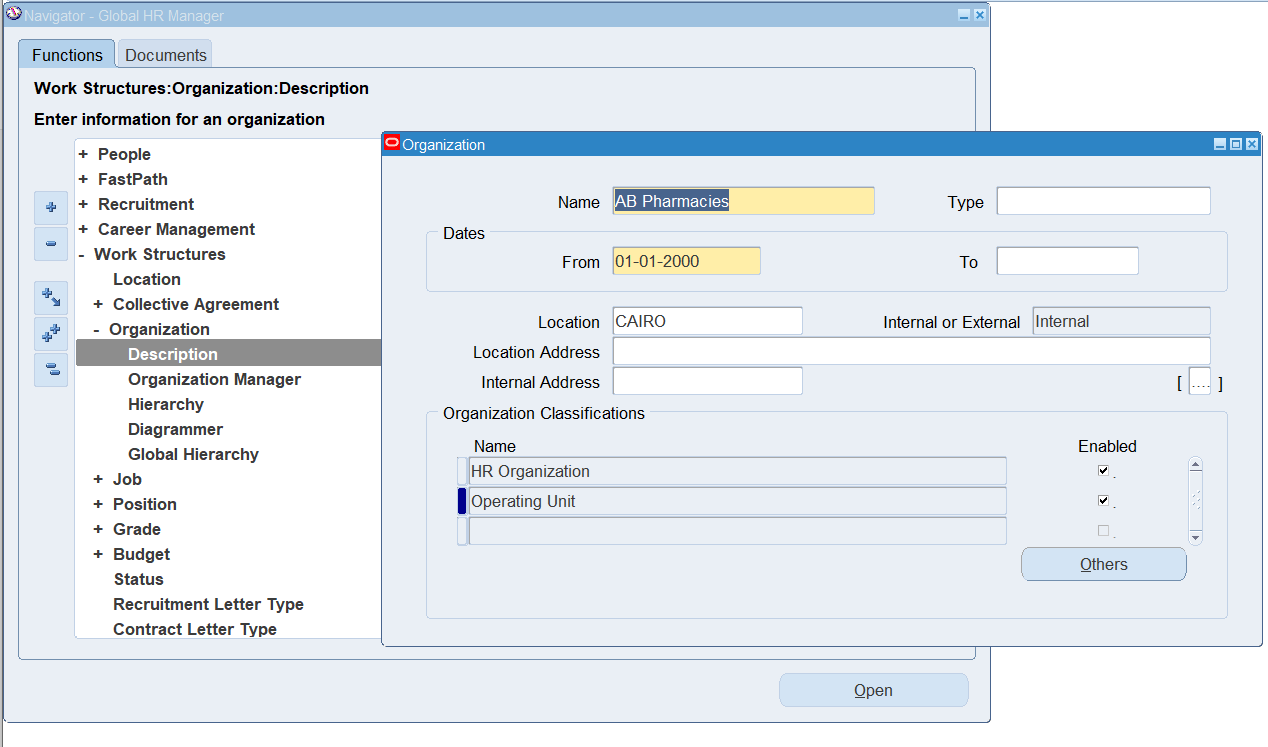 Navigator - Global HR Manager
Functions
Documents
Work Structures:Organization:Description
Enter information for an organization
+ People
+ FastPath
+ Recruitment
+ Career Management
- Work Structures
Location
+ Collective Agreement
- Organization
Description
Organization Manager
Hierarchy
Diagrammer
Global Hierarchy
+ Job
+ Position
+ Grade
+ Budget
Status
Recruitment Letter Type
Contract Letter Type
Open
Organization
Name AB Pharmacies Type
Dates
From 01-01-2000 To
Location CAIRO Internal or External Internal
Location Address
Internal Address [ .... ]
Organization Classifications
Name Enabled
HR Organization .
Operating Unit .
.
Others